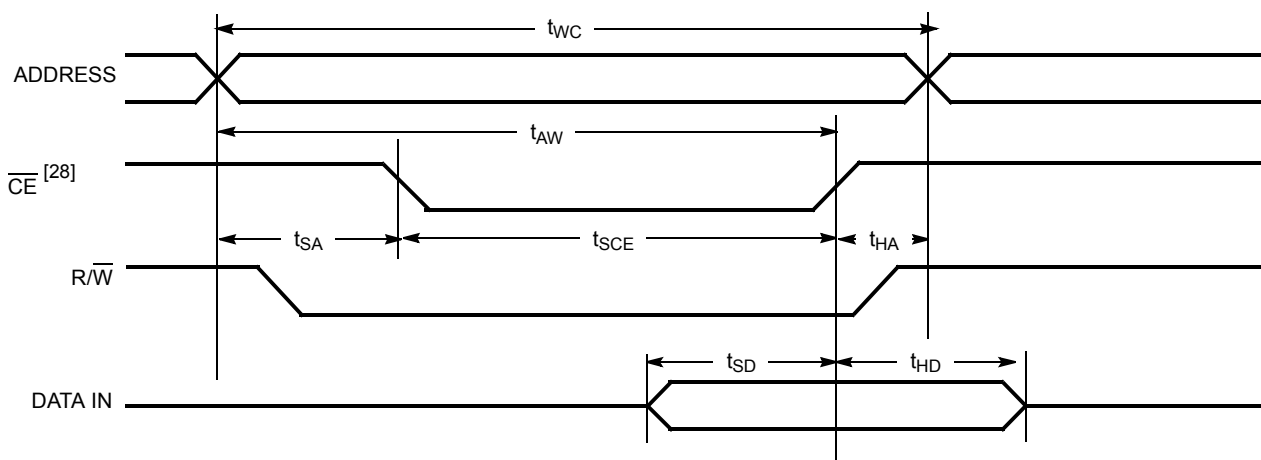 tWC
ADDRESS
tAW
CE [28]
tSA
tSCE
tHA
R/W
tSD
tHD
DATA IN